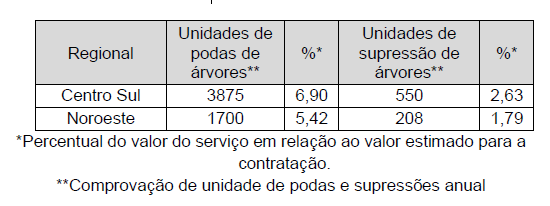 Regional Unidades de podas de árvores** %* Unidades de supressão de árvores** %*
Centro Sul 3875 6,90 550 2,63
Noroeste 1700 5,42 208 1,79
*Percentual do valor do serviço em relação ao valor estimado para a
contratação.
**Comprovação de unidade de podas e supressões anual